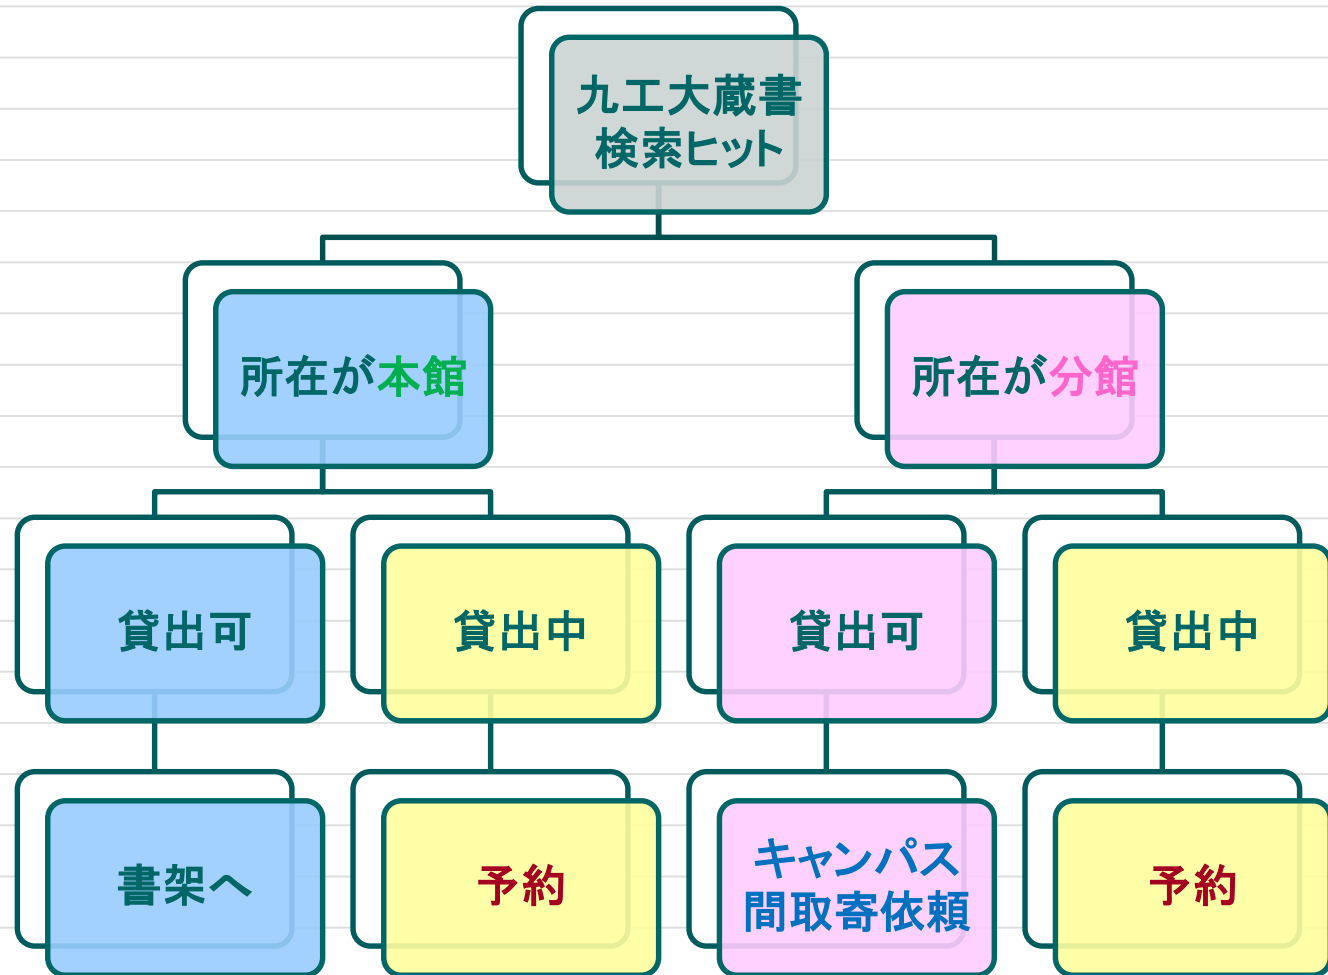 九工大蔵書
検索ヒット
所在が本館
所在が分館
貸出可
貸出中
貸出可
貸出中
書架へ
予約
キャンパス
間取寄依頼
予約